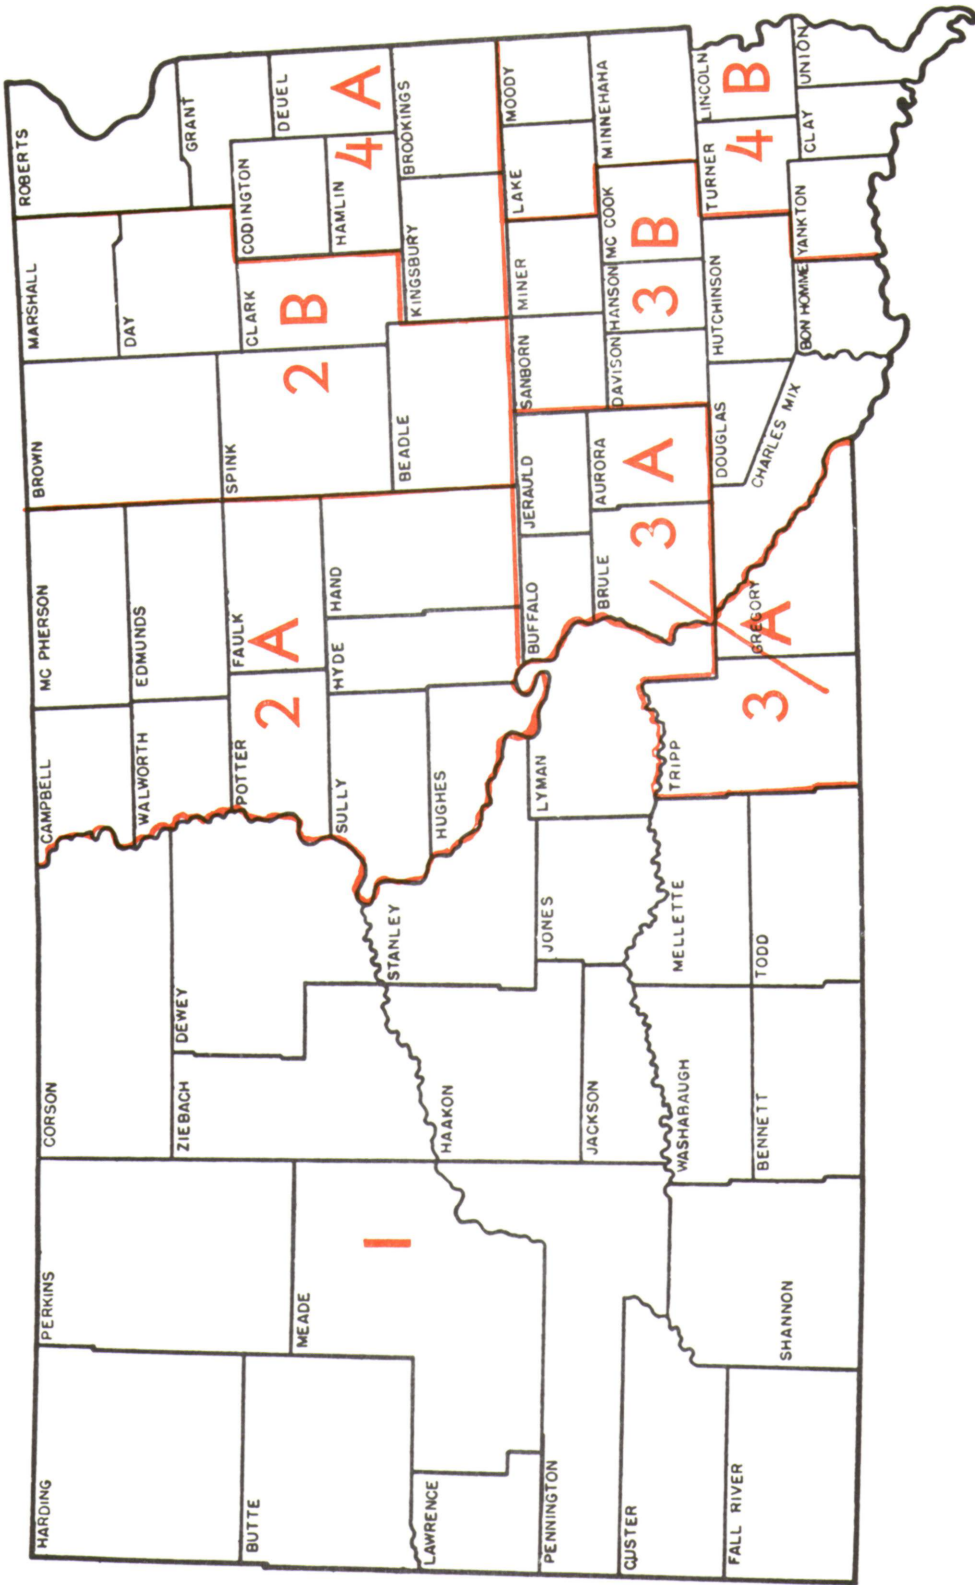 HARDING
PERKINS
CORSON
CAMPBELL
MC PHERSON
BROWN
MARSHALL
ROBERTS
BUTTE
MEADE
ZIEBACH
DEWEY
WALWORTH
EDMUNDS
DAY
GRANT
POTTER
FAULK
SPINK
CLARK
CODINGTON
DEUEL
HAMLIN
1
2 A
2 B
4 A
SULLY
HYDE
HAND
BEADLE
KINGSBURY
BROOKINGS
LAWRENCE
HAAKON
STANLEY
HUGHES
BUFFALO
JERAULD
SANBORN
MINER
LAKE
MOODY
PENNINGTON
JACKSON
JONES
LYMAN
BRULE
AURORA
DAVISON
HANSON
MC COOK
MINNEHAHA
3 A
3 B
CUSTER
WASHABAUGH
MELLETTE
TRIPP
GREGORY
DOUGLAS
CHARLES MIX
HUTCHINSON
TURNER
LINCOLN
3 A
4 B
FALL RIVER
SHANNON
BENNETT
TODD
BON HOMME
YANKTON
CLAY
UNION